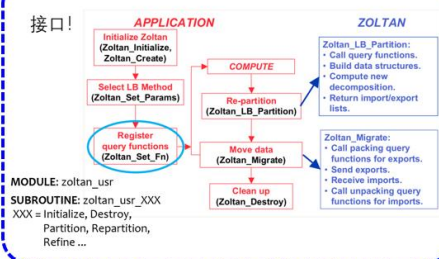 接口!
APPLICATION
ZOLTAN
Initialize Zoltan
(Zoltan_Initialize,
Zoltan_Create)
Select LB Method
(Zoltan_Set_Params)
Register
query functions
(Zoltan_Set_Fn)
COMPUTE
Re-partition
(Zoltan_LB_Partition)
Move data
(Zoltan_Migrate)
Clean up
(Zoltan_Destroy)
Zoltan_LB_Partition:
• Call query functions.
• Build data structures.
• Compute new
decomposition.
• Return import/export
lists.
Zoltan_Migrate:
• Call packing query
functions for exports.
• Send exports.
• Receive imports.
• Call unpacking query
functions for imports.
MODULE: zoltan_usr
SUBROUTINE: zoltan_usr_XXX
XXX = Initialize, Destroy,
Partition, Repartition,
Refine ...